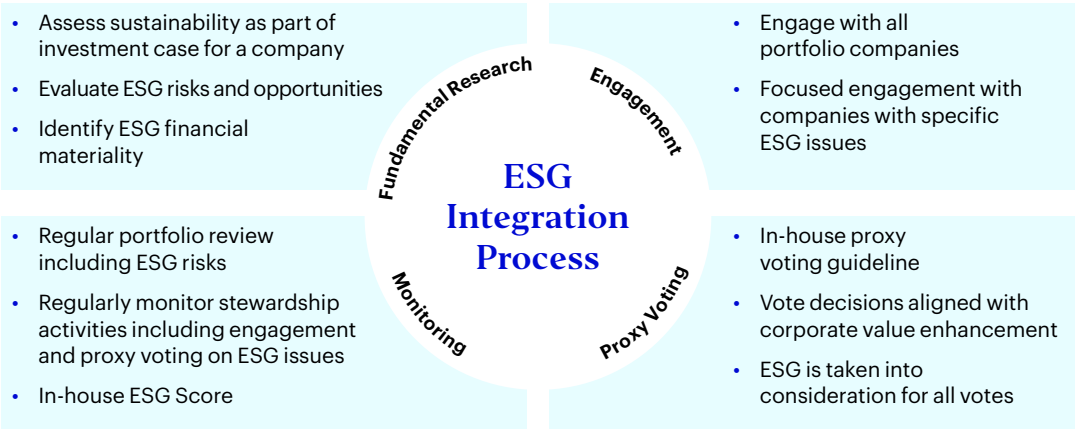 • Assess sustainability as part of
investment case for a company
• Evaluate ESG risks and opportunities
• Identify ESG financial
materiality
Fundamental Research
Engagement
• Engage with all
portfolio companies
• Focused engagement with
companies with specific
ESG issues
ESG
Integration
Process
• Regular portfolio review
including ESG risks
• Regularly monitor stewardship
activities including engagement
and proxy voting on ESG issues
• In-house ESG Score
Monitoring
Proxy Voting
• In-house proxy
voting guideline
• Vote decisions aligned with
corporate value enhancement
• ESG is taken into
consideration for all votes